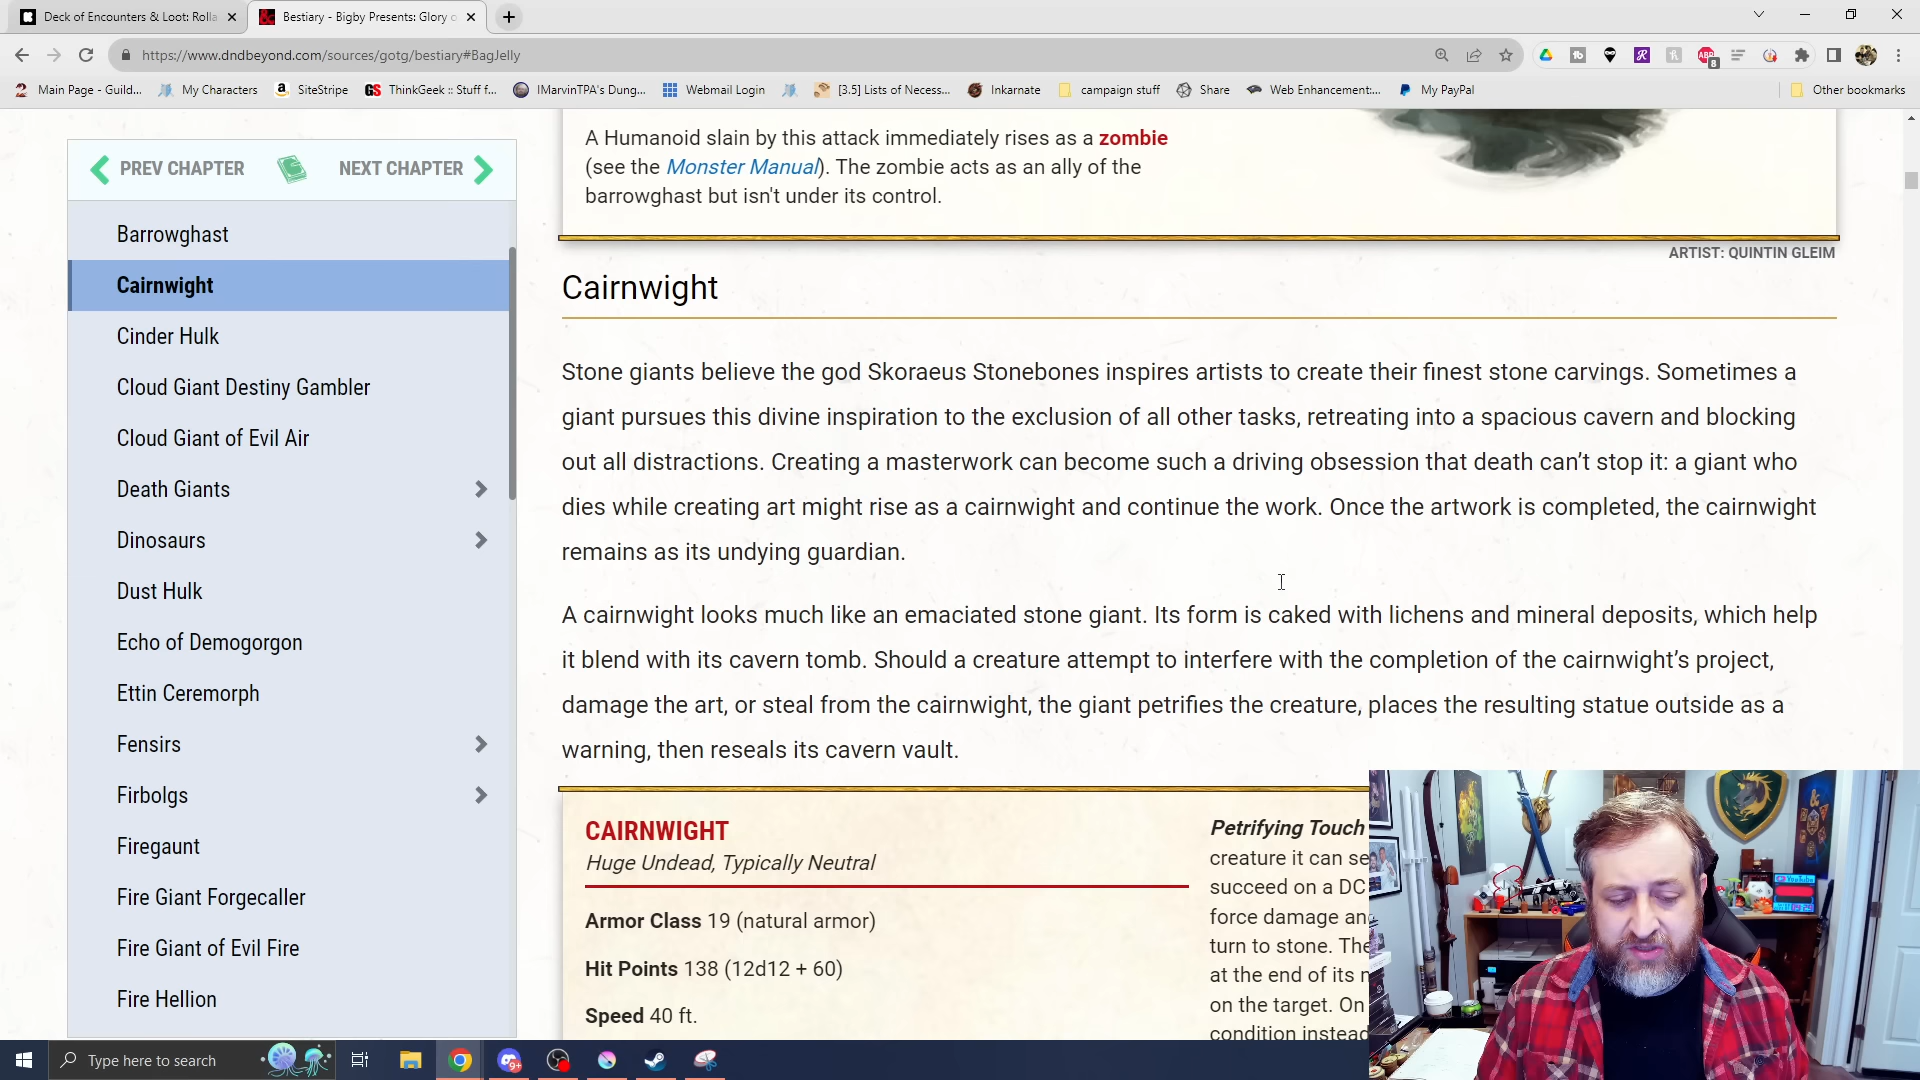 Deck of Encounters & Loot: Rolla
Bestiary - Bigby Presents: Glory o
https://www.dndbeyond.com/sources/gotg/bestiary#BagJelly
Main Page - Guild...
My Characters
SiteStripe
ThinkGeek :: Stuff f...
IMarvinTPA's Dung...
Webmail Login
[3.5] Lists of Necess...
Inkarnate
campaign stuff
Share
Web Enhancement:...
My PayPal
Other bookmarks
PREV CHAPTER
NEXT CHAPTER
Barrowghast
Cairnwight
Cinder Hulk
Cloud Giant Destiny Gambler
Cloud Giant of Evil Air
Death Giants
Dinosaurs
Dust Hulk
Echo of Demogorgon
Ettin Ceremorph
Fensirs
Firbolgs
Firegaunt
Fire Giant Forgecaller
Fire Giant of Evil Fire
Fire Hellion
A Humanoid slain by this attack immediately rises as a zombie
(see the Monster Manual). The zombie acts as an ally of the
barrowghast but isn't under its control.
ARTIST: QUINTIN GLEIM
Cairnwight
Stone giants believe the god Skoraeus Stonebones inspires artists to create their finest stone carvings. Sometimes a
giant pursues this divine inspiration to the exclusion of all other tasks, retreating into a spacious cavern and blocking
out all distractions. Creating a masterwork can become such a driving obsession that death can’t stop it: a giant who
dies while creating art might rise as a cairnwight and continue the work. Once the artwork is completed, the cairnwight
remains as its undying guardian.
A cairnwight looks much like an emaciated stone giant. Its form is caked with lichens and mineral deposits, which help
it blend with its cavern tomb. Should a creature attempt to interfere with the completion of the cairnwight’s project,
damage the art, or steal from the cairnwight, the giant petrifies the creature, places the resulting statue outside as a
warning, then reseals its cavern vault.
CAIRNWIGHT
Huge Undead, Typically Neutral
Armor Class 19 (natural armor)
Hit Points 138 (12d12 + 60)
Speed 40 ft.
Petrifying Touch
creature it can se
succeed on a DC
force damage an
turn to stone. The
at the end of its
on the target. On
condition instead
YouTube
Type here to search